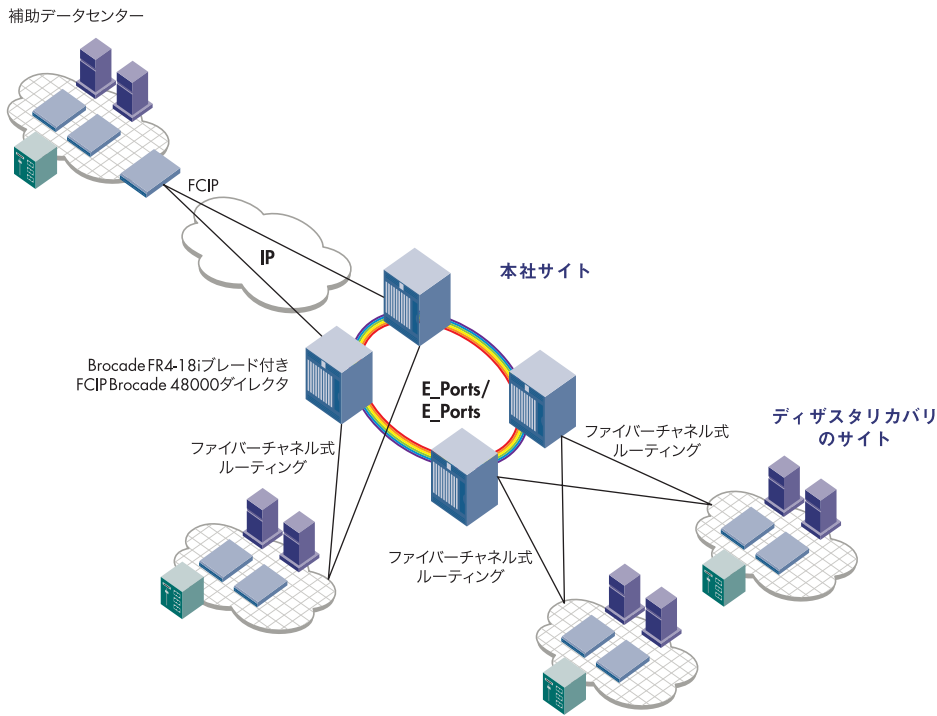 補助データセンター
FCIP
IP
本社サイト
Brocade FR4-18iブレード付き
FCIP Brocade 48000ダイレクタ
E_Ports/
E_Ports
ディザスタリカバリ
のサイト
ファイバーチャネル式
ルーティング
ファイバーチャネル式
ルーティング
ファイバーチャネル式
ルーティング